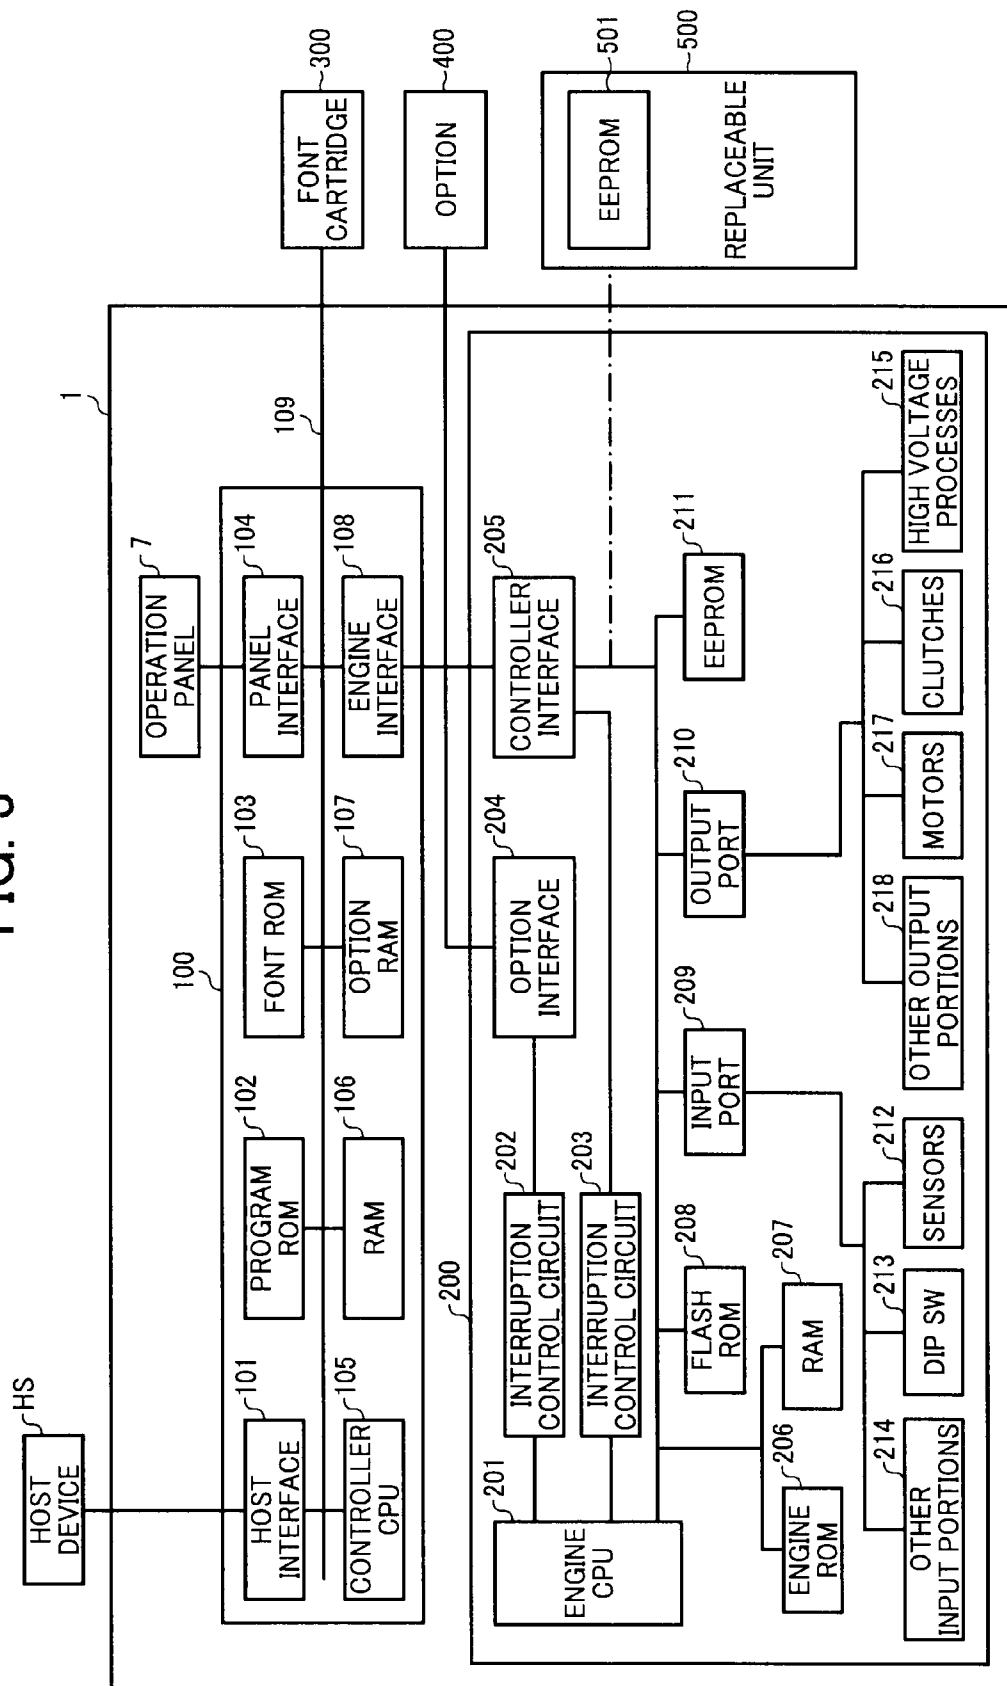 FIG.
HOST
DEVICE
HS
1
OPERATION
PANEL
7
100
HOST
INTERFACE
101
PROGRAM
ROM
102
FONT ROM
103
PANEL
INTERFACE
104
109
FONT
CARTRIDGE
300
CONTROLLER
CPU
105
RAM
106
OPTION
RAM
107
ENGINE
INTERFACE
108
OPTION
400
200
ENGINE
CPU
201
INTERRUPTION
CONTROL CIRCUIT
202
INTERRUPTION
CONTROL CIRCUIT
203
OPTION
INTERFACE
204
CONTROLLER
INTERFACE
205
EEPROM
501
REPLACEABLE
UNIT
500
FLASH
ROM
208
INPUT
PORT
209
OUTPUT
PORT
210
EEPROM
211
ENGINE
ROM
206
RAM
207
OTHER
INPUT PORTIONS
214
DIP SW
213
SENSORS
212
OTHER OUTPUT
PORTIONS
218
MOTORS
217
CLUTCHES
216
HIGH VOLTAGE
PROCESSES
215